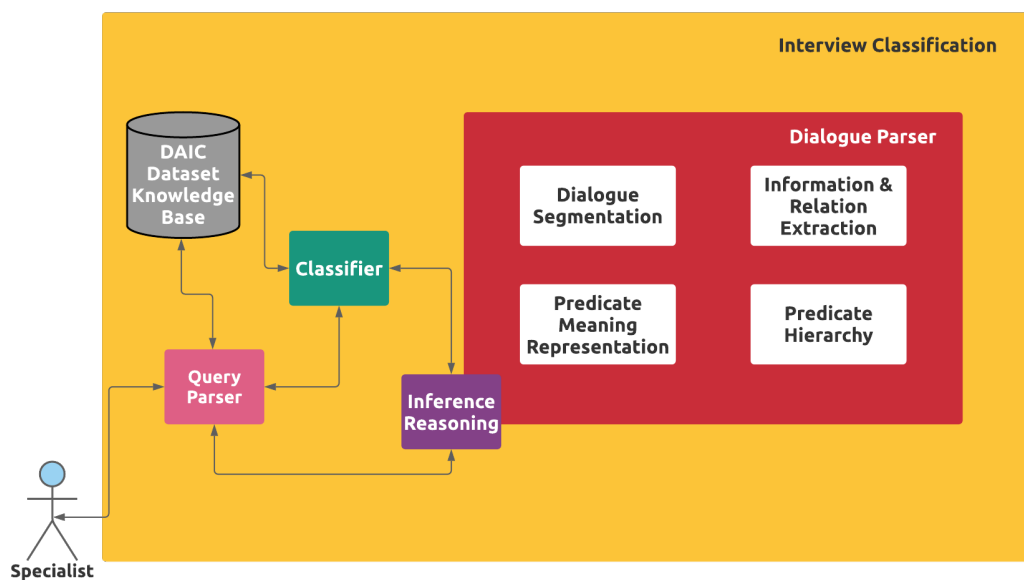 Interview Classification
DAIC
Dataset
Knowledge
Base
Classifier
Query
Parser
Inference
Reasoning
Dialogue Parser
Dialogue
Segmentation
Information &
Relation
Extraction
Predicate
Meaning
Representation
Predicate
Hierarchy
Specialist